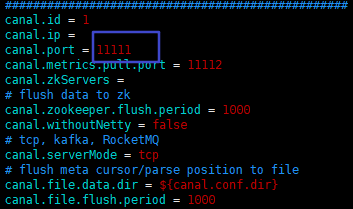 ##################################################
canal.id = 1
canal.ip =
canal.port = 11111
canal.metrics.pull.port = 11112
canal.zkServers =
# flush data to zk
canal.zookeeper.flush.period = 1000
canal.withoutNetty = false
# tcp, kafka, RocketMQ
canal.serverMode = tcp
# flush meta cursor/parse position to file
canal.file.data.dir = ${canal.conf.dir}
canal.file.flush.period = 1000